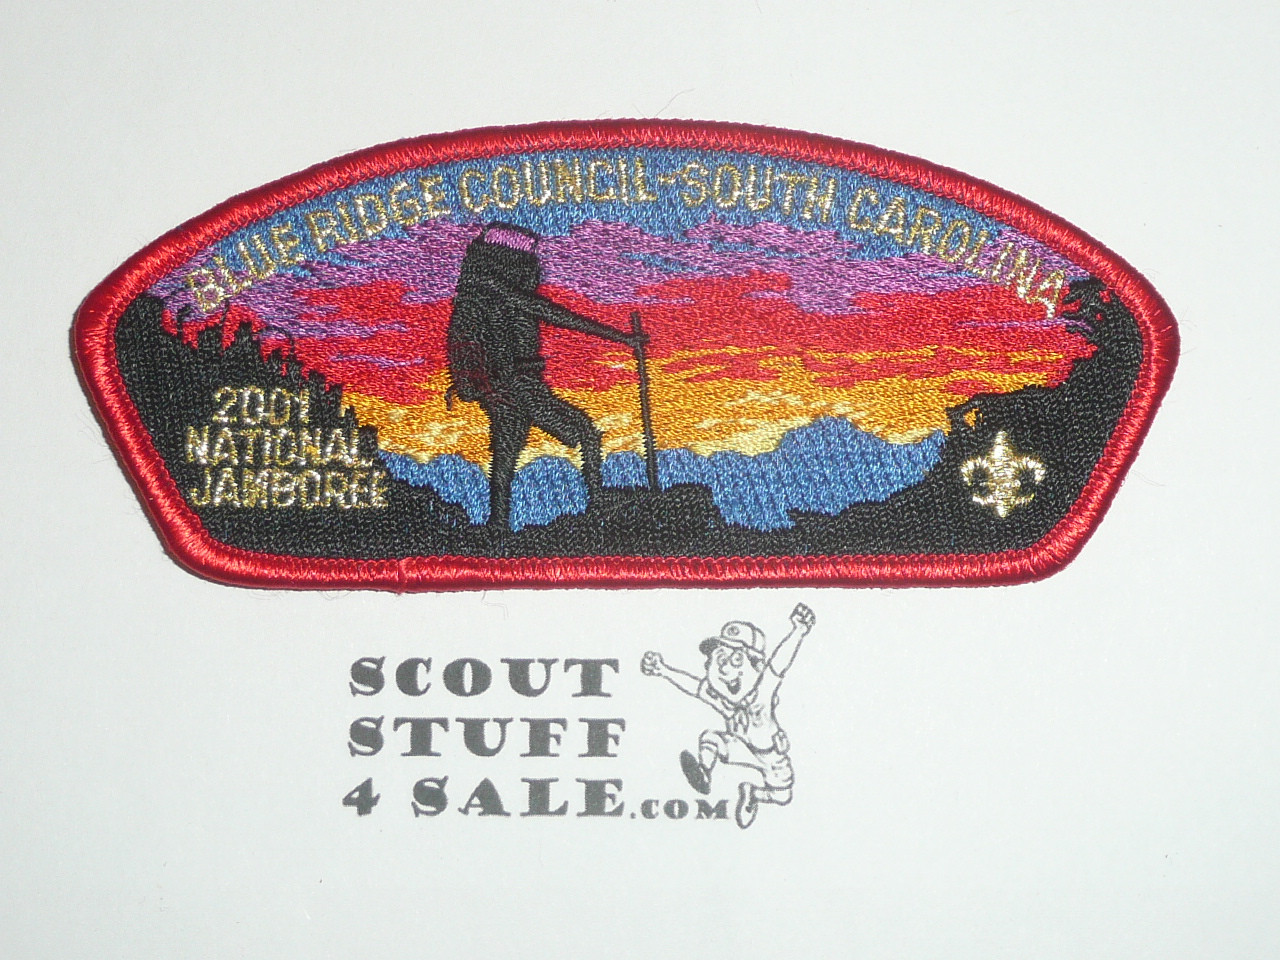 BLUE RIDGE COUNCIL-SOUTH CAROLINA
2001
NATIONAL
JAMBOREE
SCOUT
STUFF
4 SALE.COM